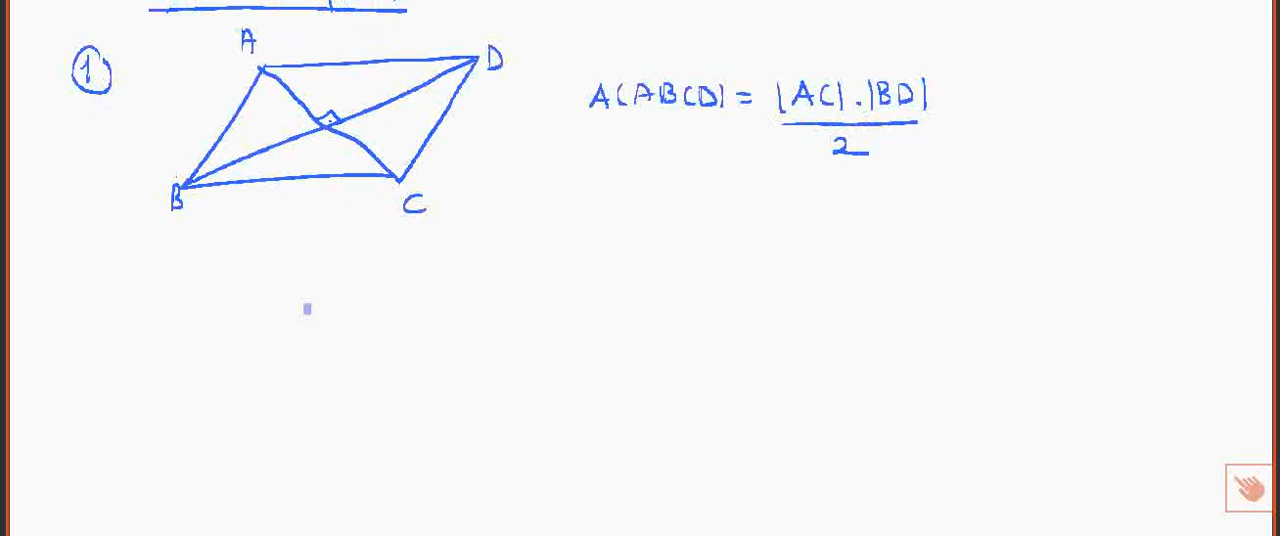 1
A
D
A(ABCD) = |AC| . |BD|
2
B
C